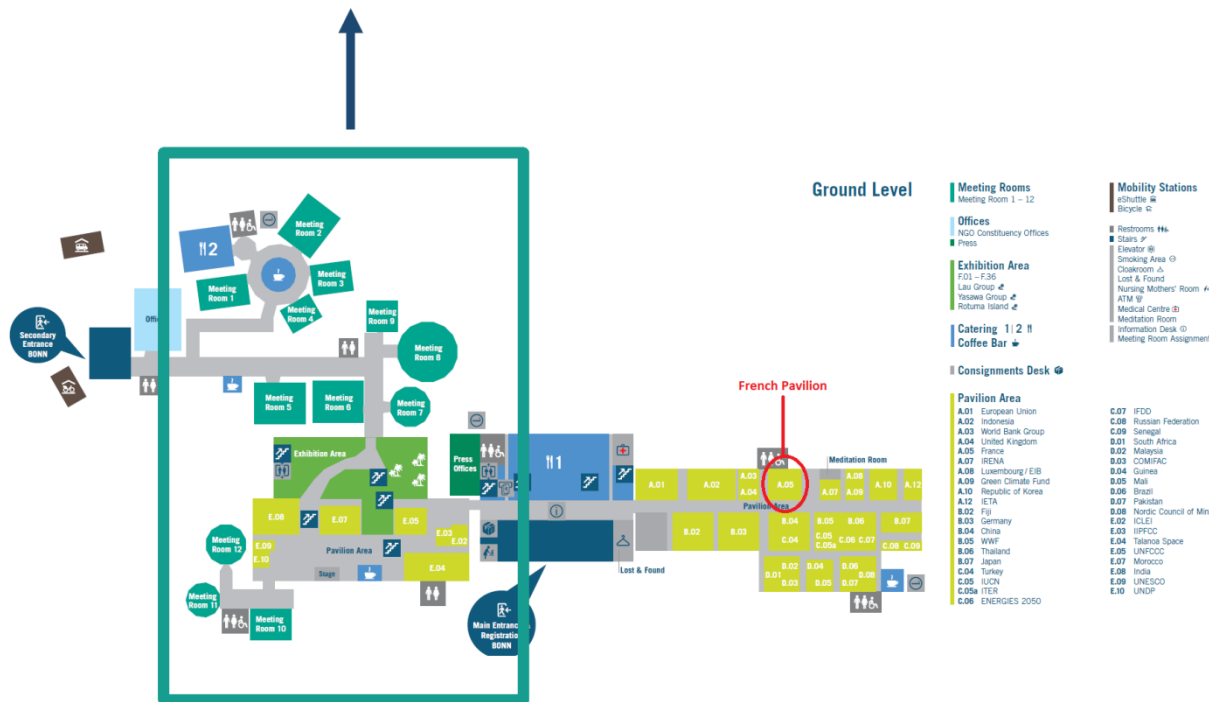 Ground Level
Meeting Rooms
Meeting Room 1 – 12
Offices
NGO Constituency Offices
Press
Exhibition Area
F.01 – F.36
Lau Group
Yasawa Group
Rotuma Island
Catering 1|2
Coffee Bar
Consignments Desk
Pavilion Area
A.01 European Union
A.02 Indonesia
A.03 World Bank Group
A.04 United Kingdom
A.05 France
A.07 IRENA
A.08 Luxembourg / EIB
A.09 Green Climate Fund
A.10 Republic of Korea
A.12 IETA
B.02 Fiji
B.03 Germany
B.04 China
B.05 WWF
B.06 Thailand
B.07 Japan
C.04 Turkey
C.05 IUCN
C.05a ITER
C.06 ENERGIES 2050
C.07 IFDD
C.08 Russian Federation
C.09 Senegal
D.01 South Africa
D.02 Malaysia
D.03 COMIFAC
D.04 Guinea
D.05 Mali
D.06 Brazil
D.07 Pakistan
D.08 Nordic Council of Min
E.02 ICLEI
E.03 IIPFCC
E.04 Talanoa Space
E.05 UNFCCC
E.07 Morocco
E.08 India
E.09 UNESCO
E.10 UNDP
Mobility Stations
eShuttle
Bicycle
Restrooms
Stairs
Elevator
Smoking Area
Cloakroom
Lost & Found
Nursing Mothers' Room
ATM
Medical Centre
Meditation Room
Information Desk
Meeting Room Assignment
2
Meeting
Room 2
Meeting
Room 1
Meeting
Room 3
Meeting
Room 4
Offic
Secondary
Entrance
BONN
Meeting
Room 9
Meeting
Room 8
Meeting
Room 5
Meeting
Room 6
Meeting
Room 7
French Pavilion
Exhibition Area
Press
Offices
1
Meditation Room
A.01
A.02
A.03
A.04
A.05
A.07
A.08
A.09
A.10
A.12
Pavilion Area
E.08
E.07
E.05
E.03
E.02
B.02
B.03
B.04
C.04
B.05
C.05
C.05a
B.06
C.06 C.07
B.07
C.08 C.09
Meeting
Room 12
E.09
E.10
Pavilion Area
Stage
E.04
Lost & Found
D.01
D.02
D.03
D.04
D.05
D.06
D.07
D.08
Meeting
Room 11
Meeting
Room 10
Main Entrance
Registration
BONN